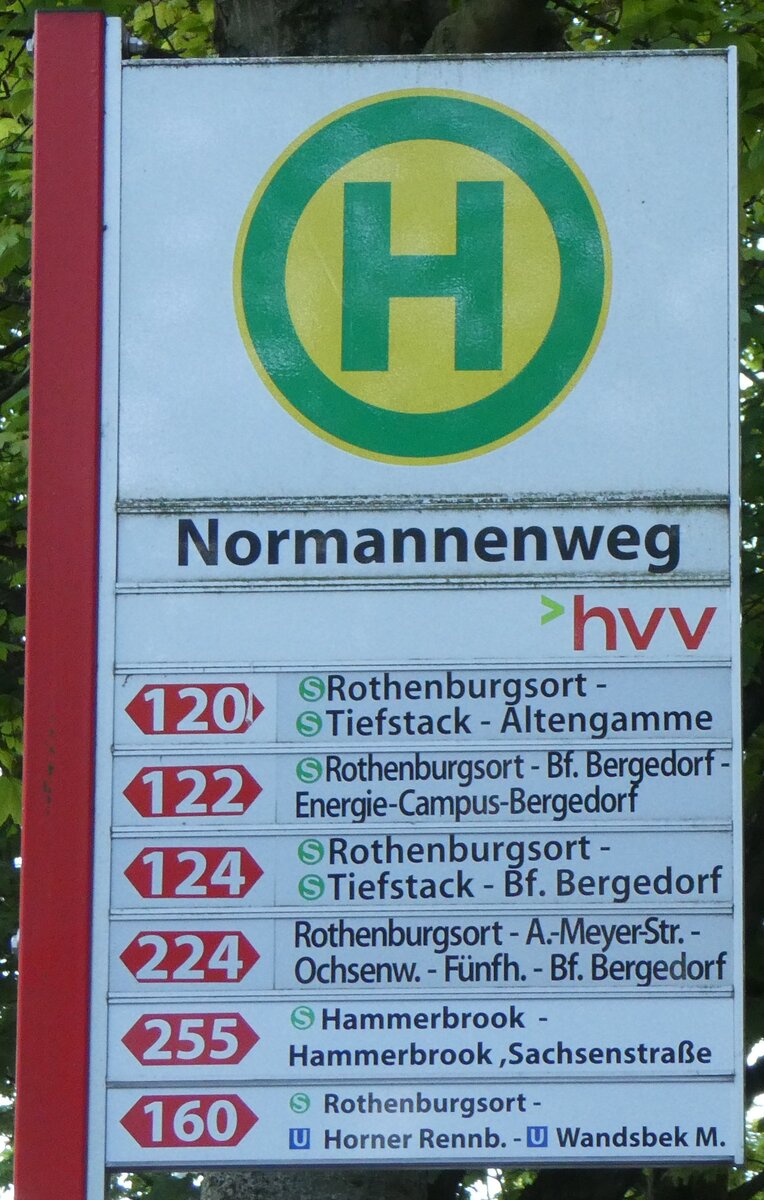 H
Normannenweg
>hvv
120 S Rothenburgsort -
S Tiefstack - Altengamme
122 S Rothenburgsort - Bf. Bergedorf -
Energie-Campus-Bergedorf
124 S Rothenburgsort -
S Tiefstack - Bf. Bergedorf
224 Rothenburgsort - A.-Meyer-Str. -
Ochsenw. - Fünfh. - Bf. Bergedorf
255 S Hammerbrook -
Hammerbrook ,Sachsenstraße
160 S Rothenburgsort -
U Horner Rennb. - U Wandsbek M.